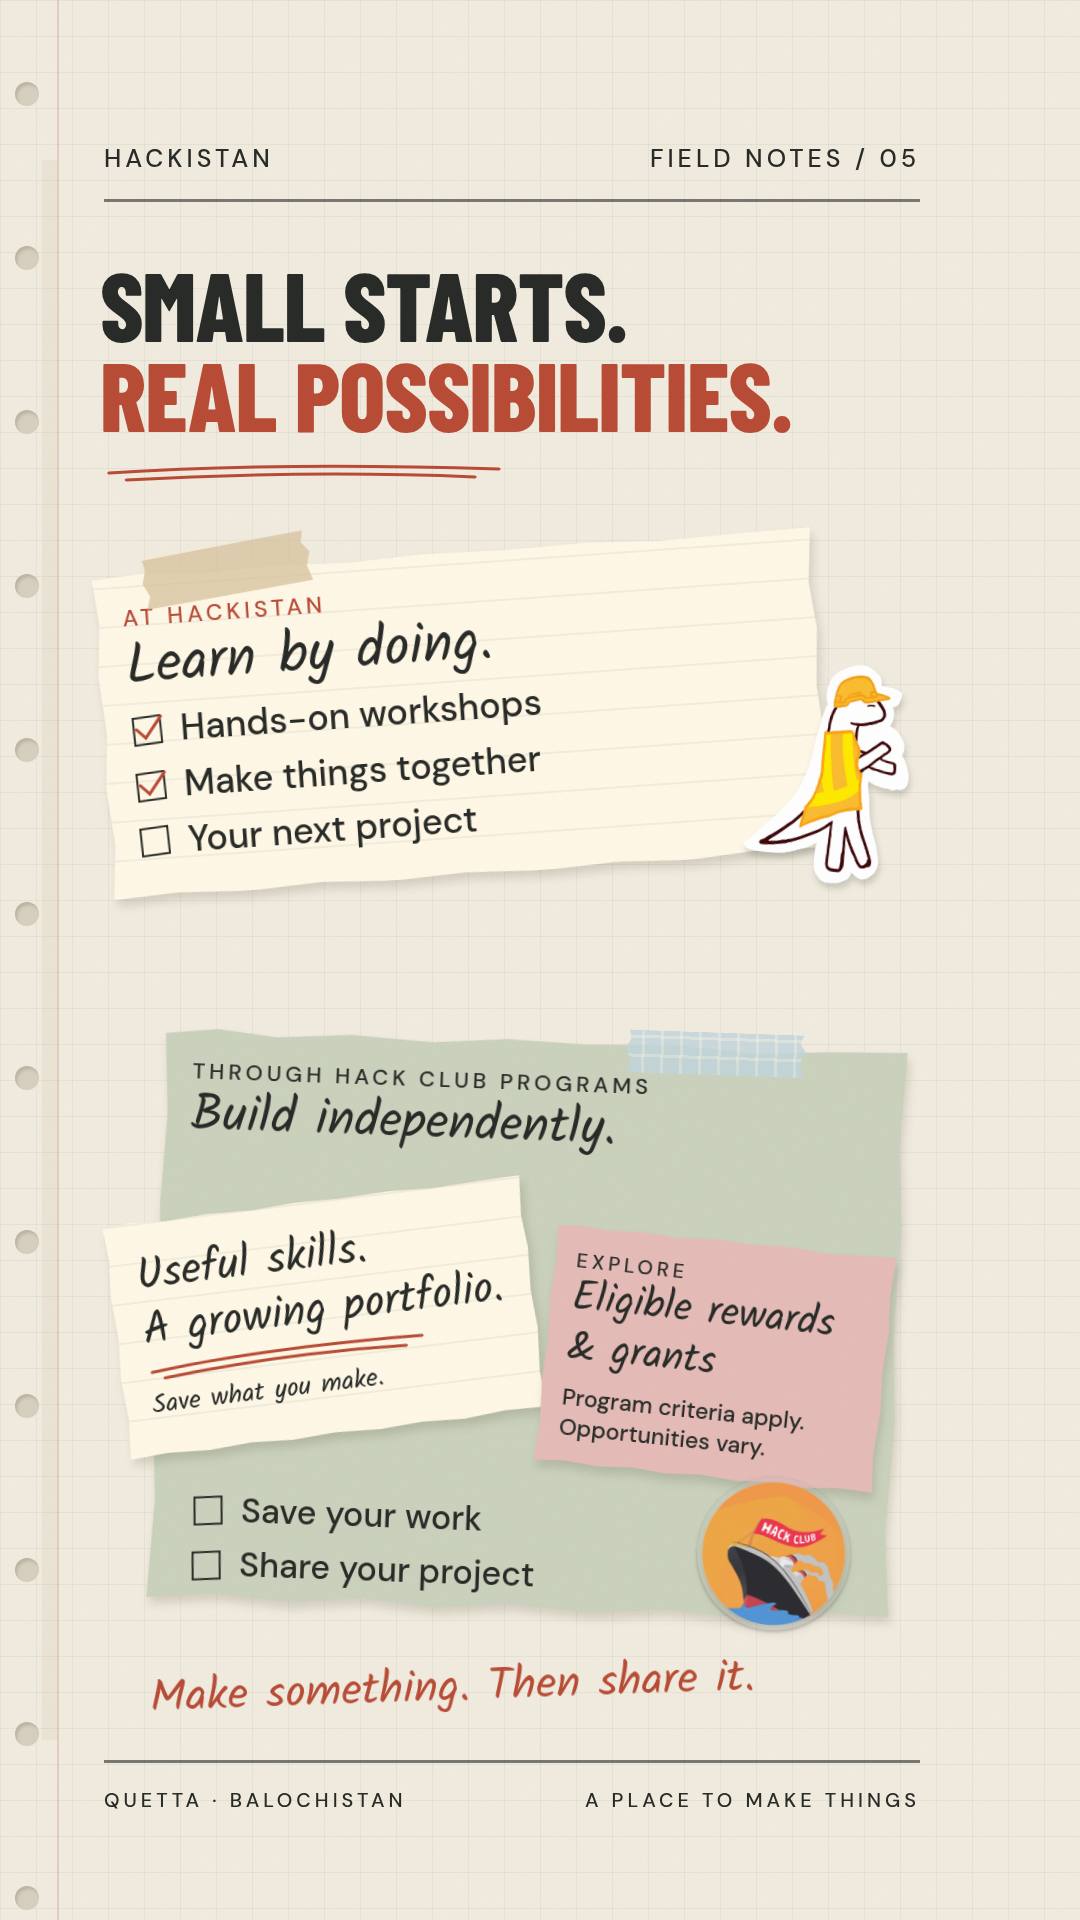 HACKISTAN
FIELD NOTES / 05
SMALL STARTS.
REAL POSSIBILITIES.
AT HACKISTAN
Learn by doing.
Hands-on workshops
Make things together
Your next project
THROUGH HACK CLUB PROGRAMS
Build independently.
Useful skills.
A growing portfolio.
Save what you make.
EXPLORE
Eligible rewards
& grants
Program criteria apply.
Opportunities vary.
Save your work
Share your project
HACK CLUB
Make something. Then share it.
QUETTA · BALOCHISTAN
A PLACE TO MAKE THINGS